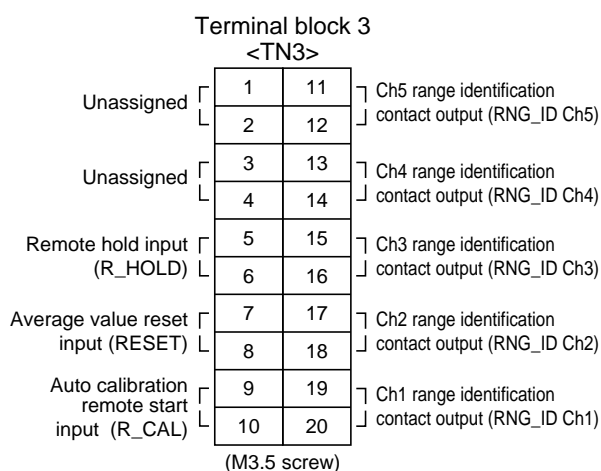 Terminal block 3
<TN3>
Unassigned
1 11
2 12
Ch5 range identification
contact output (RNG_ID Ch5)
Unassigned
3 13
4 14
Ch4 range identification
contact output (RNG_ID Ch4)
Remote hold input
(R_HOLD)
5 15
6 16
Ch3 range identification
contact output (RNG_ID Ch3)
Average value reset
input (RESET)
7 17
8 18
Ch2 range identification
contact output (RNG_ID Ch2)
Auto calibration
remote start
input (R_CAL)
9 19
10 20
Ch1 range identification
contact output (RNG_ID Ch1)
(M3.5 screw)